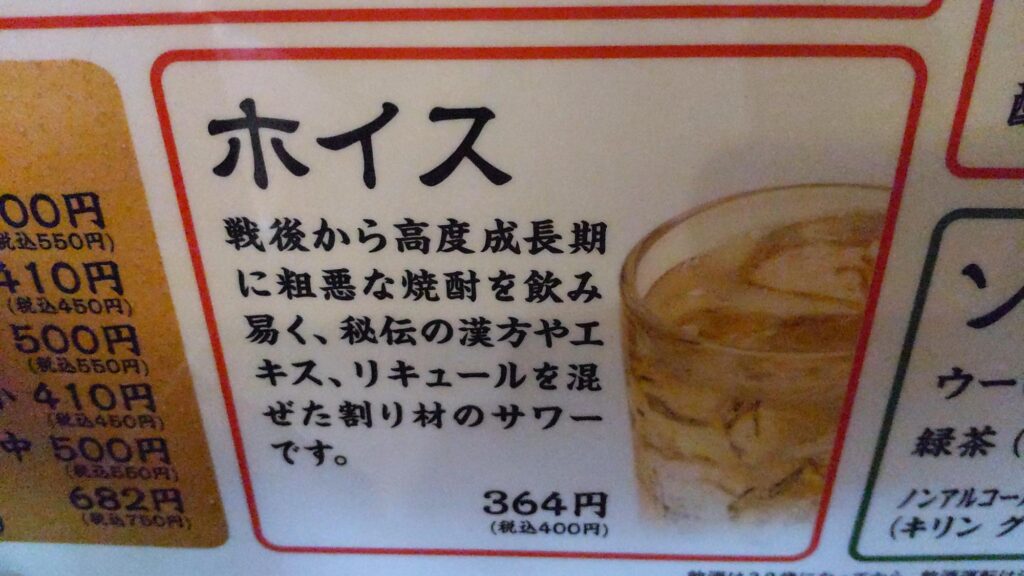 00円
税込550円)
410円
(税込450円)
500円
(税込550円)
410円
(税込450円)
中 500円
(税込550円)
682円
(税込750円)
ホイス
戦後から高度成長期
に粗悪な焼酎を飲み
易く、秘伝の漢方やエ
キス、リキュールを混
ぜた割り材のサワー
です。
364円
(税込400円)
ソ
ウー
緑茶 (
ノンアルコール
(キリン グ